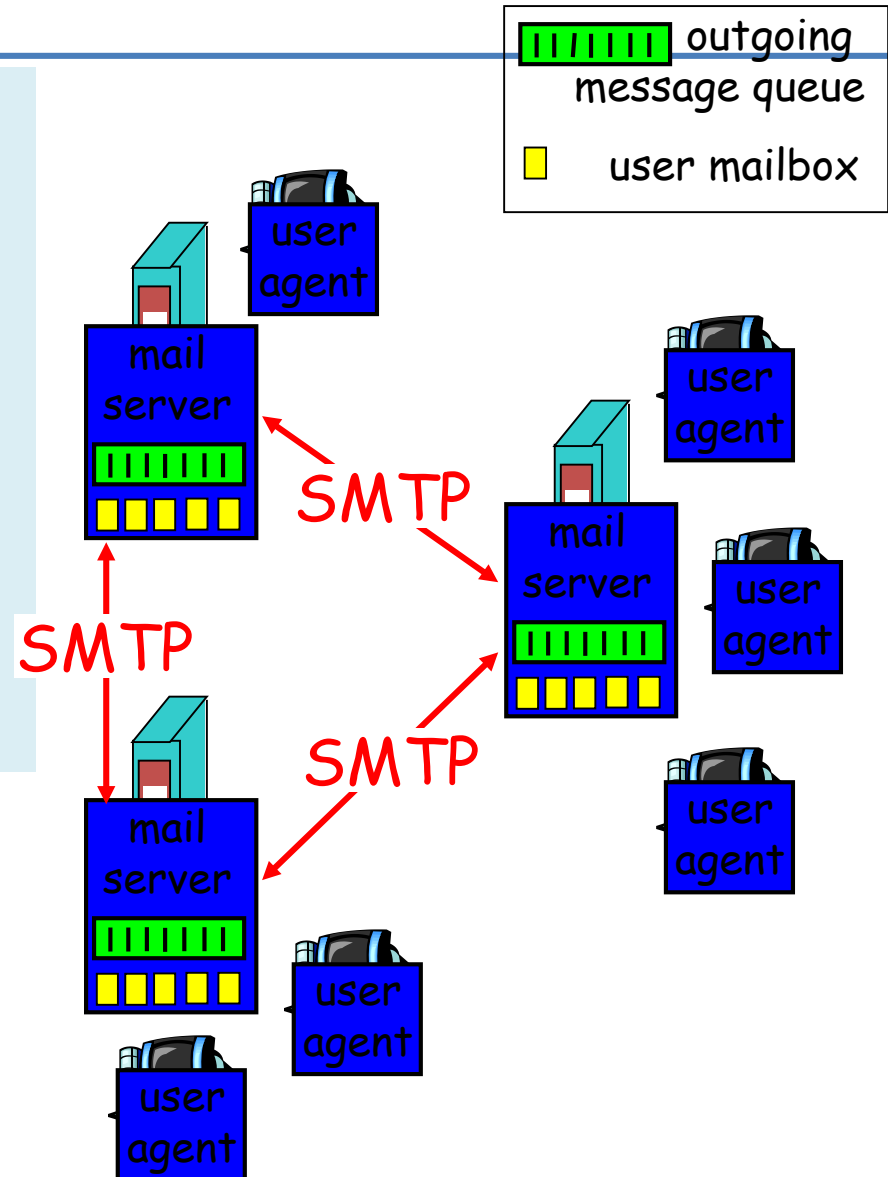 outgoing
message queue
user mailbox
user
agent
mail
server
user
agent
SMTP
mail
server
user
agent
SMTP
SMTP
user
agent
mail
server
user
agent
user
agent